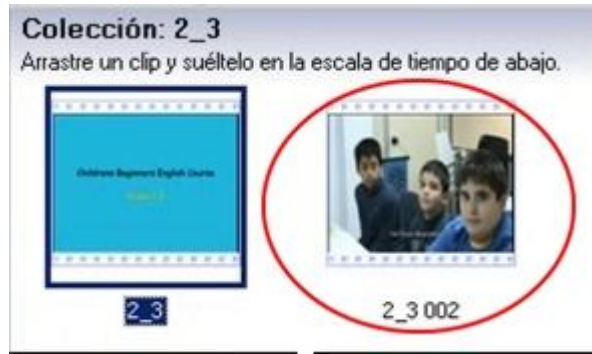 Colección: 2_3
Arrastre un clip y suéltelo en la escala de tiempo de abajo.
Childrens Beginners English Course
2_3
2_3 002